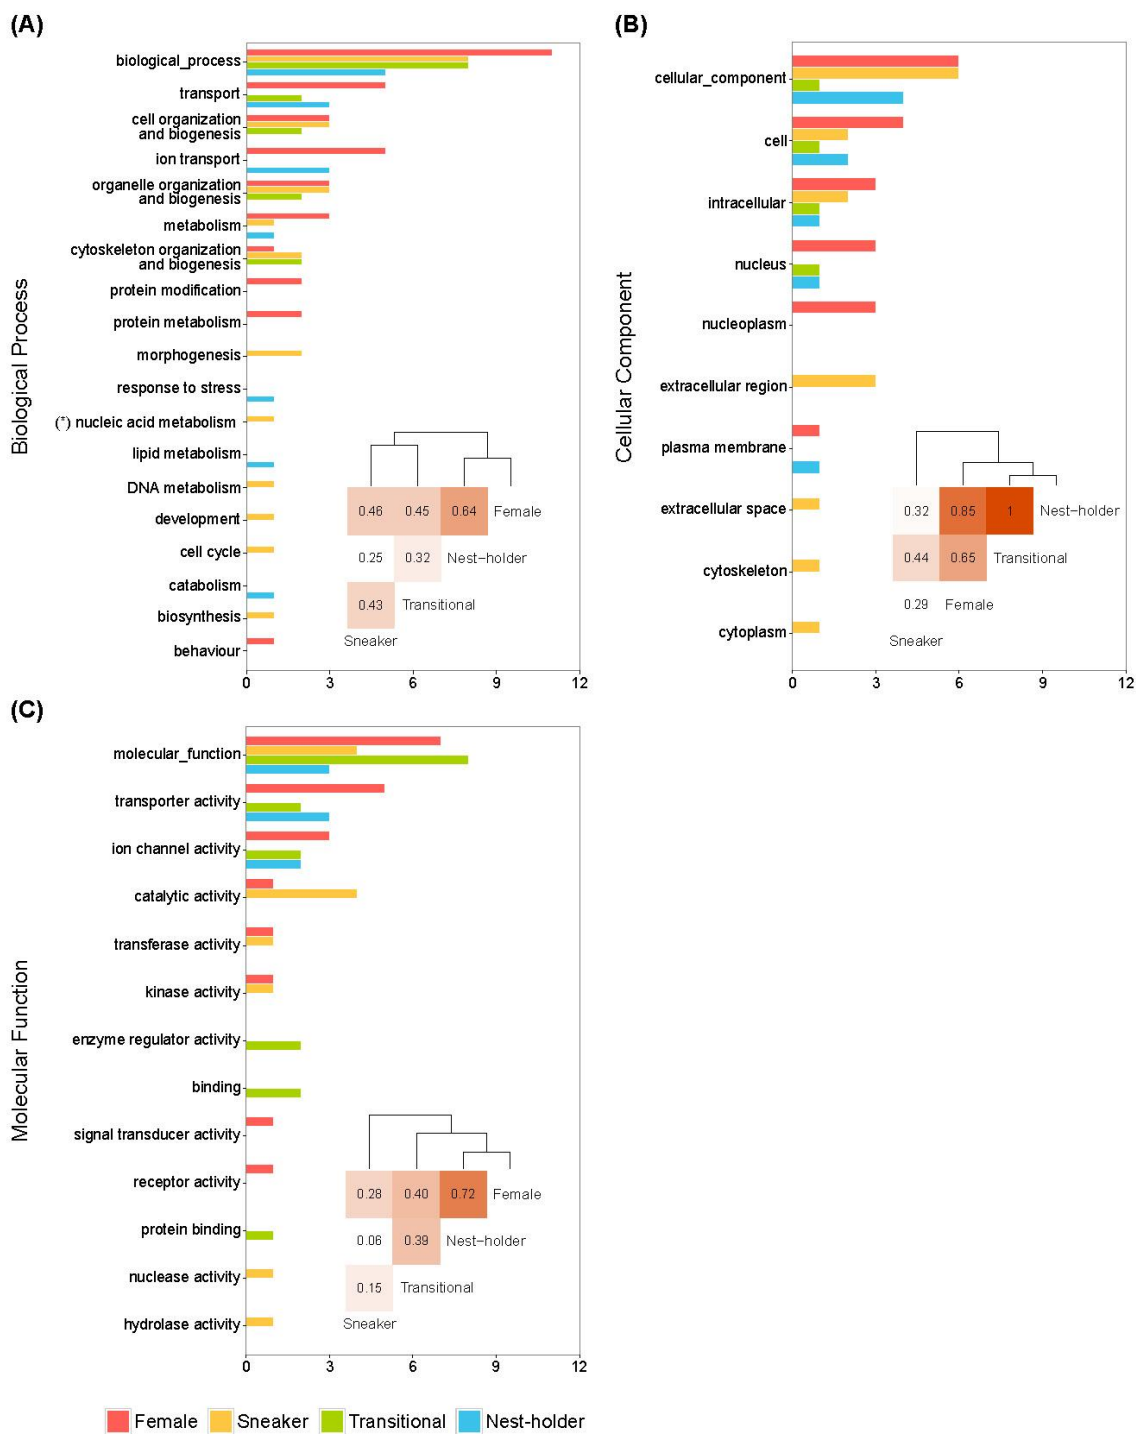 (A)
Biological Process
biological_process
transport
cell organization
and biogenesis
ion transport
organelle organization
and biogenesis
metabolism
cytoskeleton organization
and biogenesis
protein modification
protein metabolism
morphogenesis
response to stress
(*) nucleic acid metabolism
lipid metabolism
DNA metabolism
development
cell cycle
catabolism
biosynthesis
behaviour
0.46 0.45 0.64 Female
0.25 0.32 Nest-holder
0.43 Transitional
Sneaker
0 3 6 9 12
(B)
Cellular Component
cellular_component
cell
intracellular
nucleus
nucleoplasm
extracellular region
plasma membrane
extracellular space
cytoskeleton
cytoplasm
0.32 0.85 1 Nest-holder
0.44 0.65 Transitional
0.29 Female
Sneaker
0 3 6 9 12
(C)
Molecular Function
molecular_function
transporter activity
ion channel activity
catalytic activity
transferase activity
kinase activity
enzyme regulator activity
binding
signal transducer activity
receptor activity
protein binding
nuclease activity
hydrolase activity
0.28 0.40 0.72 Female
0.06 0.39 Nest-holder
0.15 Transitional
Sneaker
0 3 6 9 12
Female Sneaker Transitional Nest-holder